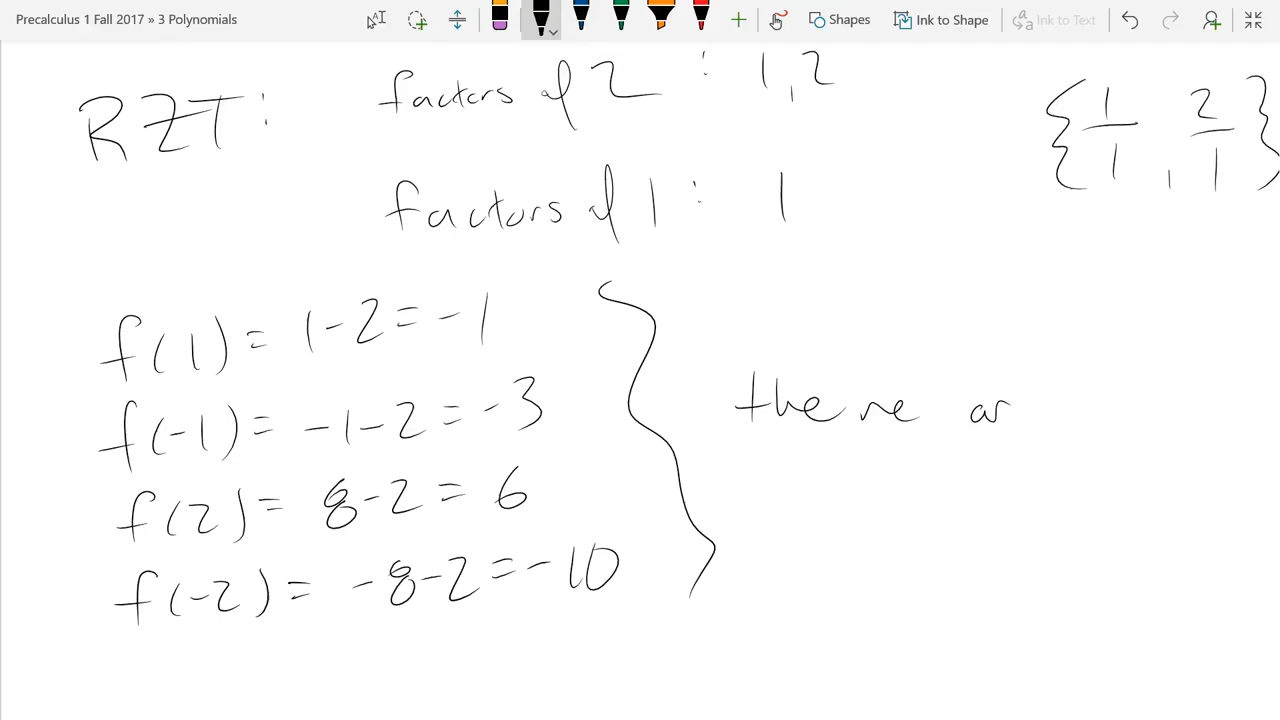 Precalculus 1 Fall 2017 » 3 Polynomials
Shapes
Ink to Shape
Ink to Text
RZT:
factors of 2 : 1, 2
{1/1, 2/1}
factors of 1 : 1
f(1) = 1 - 2 = -1
f(-1) = -1 - 2 = -3
f(2) = 8 - 2 = 6
f(-2) = -8 - 2 = -10
there ar